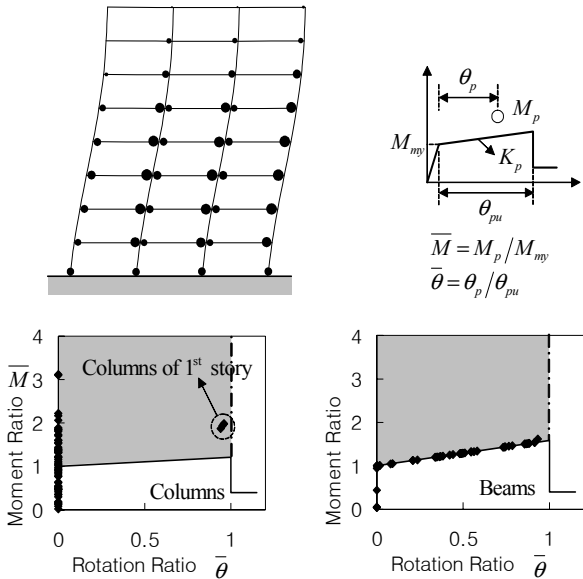 θp
Mp
Mmy
Kp
θpu
M̅ = Mp/Mmy
θ̅ = θp/θpu
4
3
2
1
0
Moment Ratio M̅
Columns of 1st story
Columns
0 0.5 1
Rotation Ratio θ̅
4
3
2
1
0
Moment Ratio
Beams
0 0.5 1
Rotation Ratio θ̅